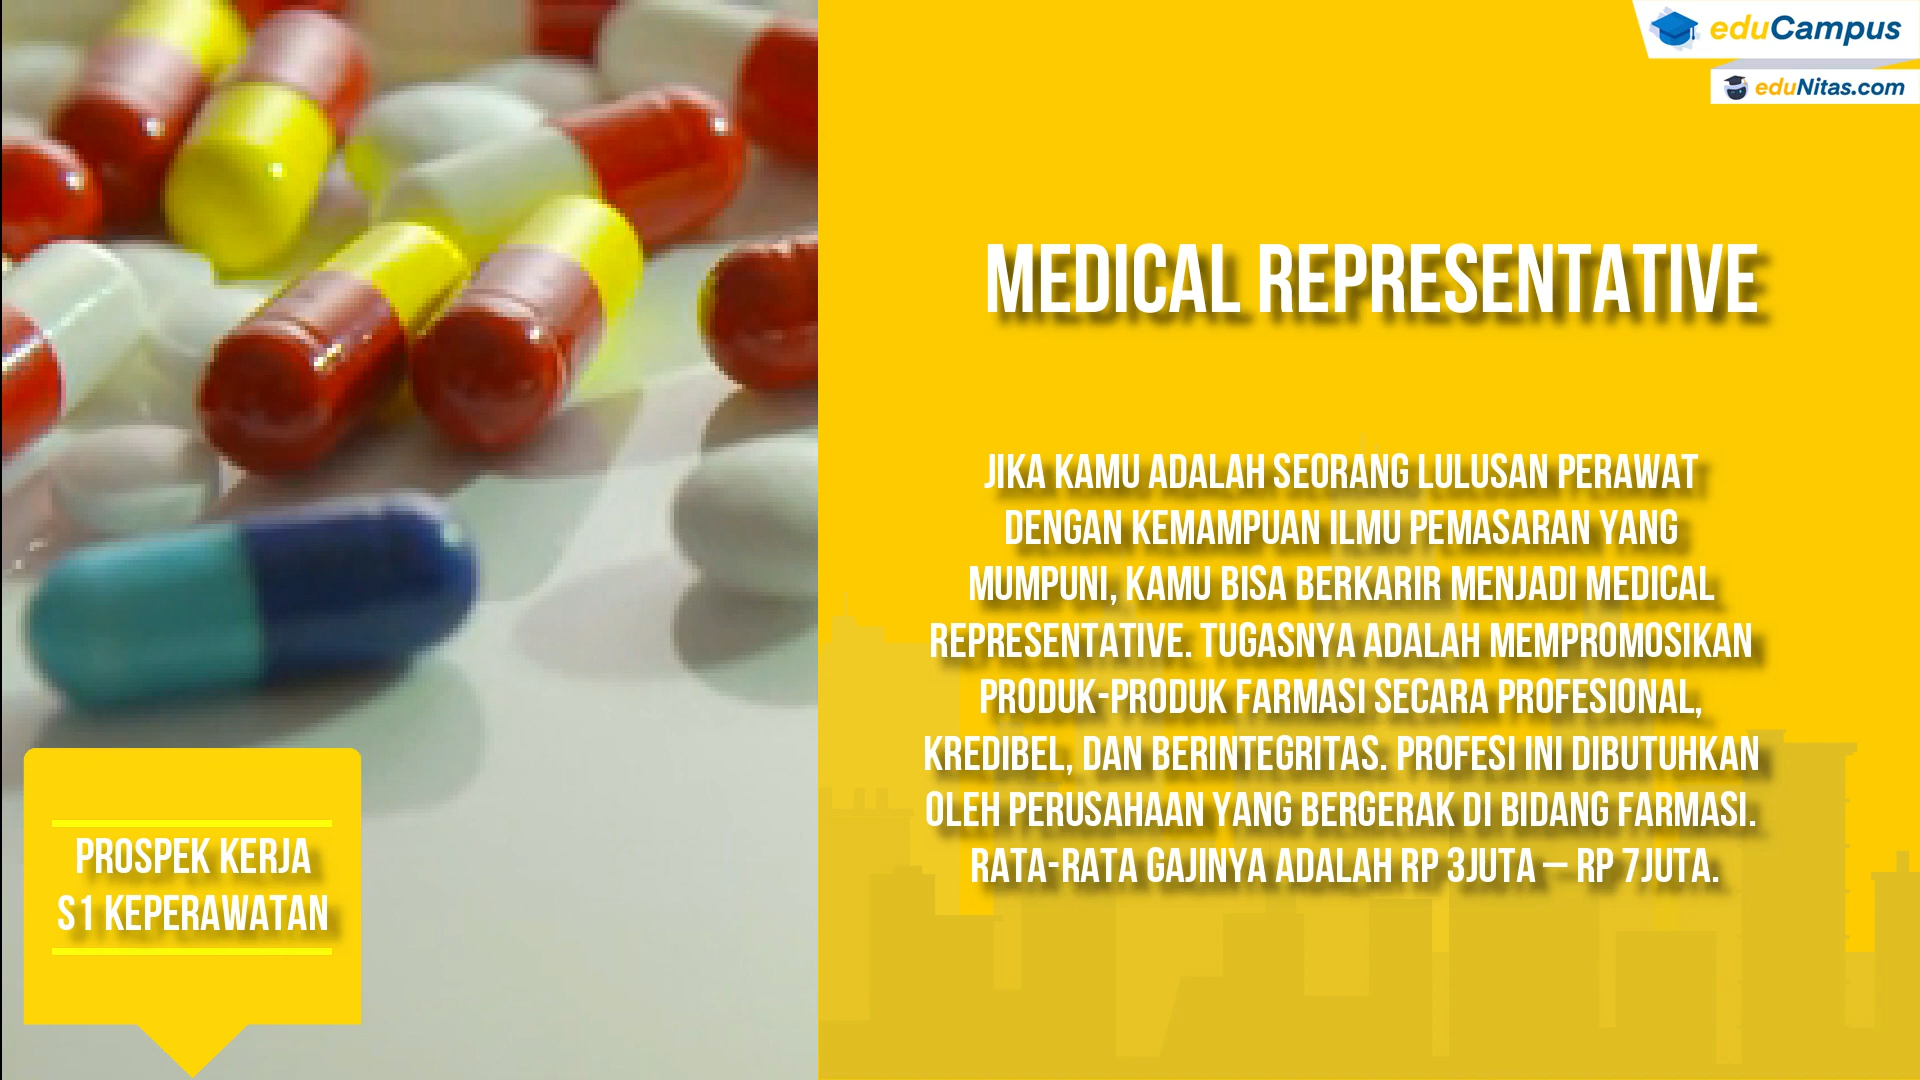 eduCampus
eduNitas.com
MEDICAL REPRESENTATIVE
JIKA KAMU ADALAH SEORANG LULUSAN PERAWAT
DENGAN KEMAMPUAN ILMU PEMASARAN YANG
MUMPUNI, KAMU BISA BERKARIR MENJADI MEDICAL
REPRESENTATIVE. TUGASNYA ADALAH MEMPROMOSIKAN
PRODUK-PRODUK FARMASI SECARA PROFESIONAL,
KREDIBEL, DAN BERINTEGRITAS. PROFESI INI DIBUTUHKAN
OLEH PERUSAHAAN YANG BERGERAK DI BIDANG FARMASI.
RATA-RATA GAJINYA ADALAH RP 3JUTA – RP 7JUTA.
PROSPEK KERJA
S1 KEPERAWATAN